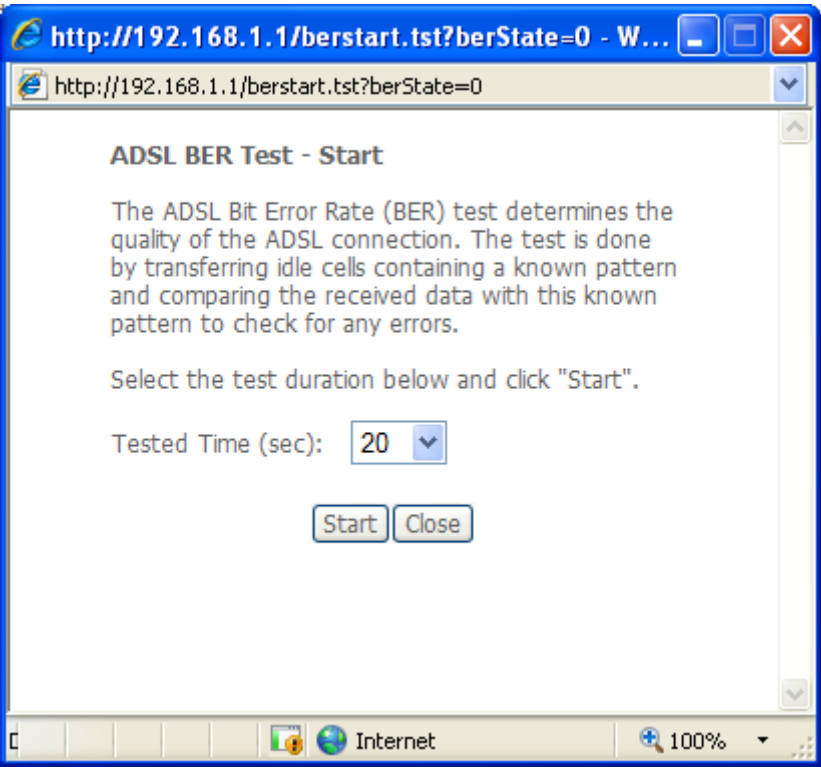 http://192.168.1.1/berstart.tst?berState=0 - W...
http://192.168.1.1/berstart.tst?berState=0
ADSL BER Test - Start
The ADSL Bit Error Rate (BER) test determines the
quality of the ADSL connection. The test is done
by transferring idle cells containing a known pattern
and comparing the received data with this known
pattern to check for any errors.
Select the test duration below and click "Start".
Tested Time (sec): 20
Start Close
Internet 100%